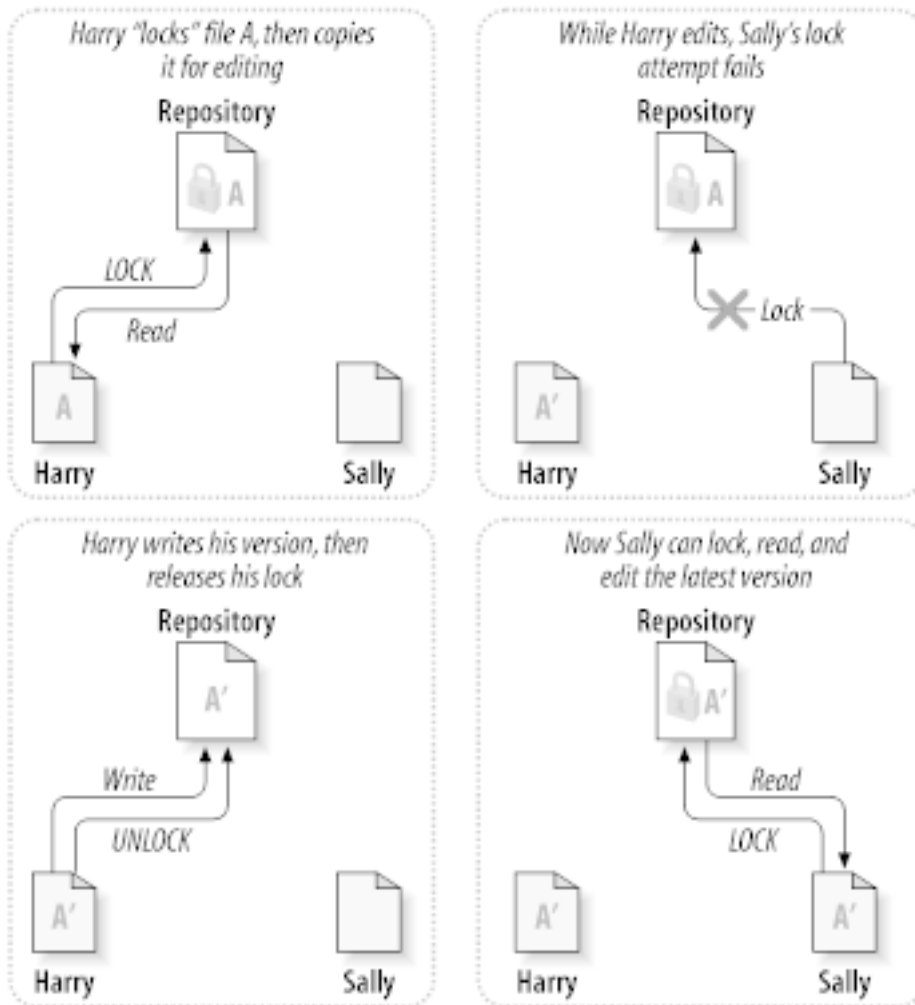 Harry “locks” file A, then copies
it for editing
Repository
A
LOCK
Read
A
Harry
Sally
While Harry edits, Sally’s lock
attempt fails
Repository
A
Lock
A’
Harry
Sally
Harry writes his version, then
releases his lock
Repository
A’
Write
UNLOCK
A’
Harry
Sally
Now Sally can lock, read, and
edit the latest version
Repository
A’
Read
LOCK
A’
A’
Harry
Sally